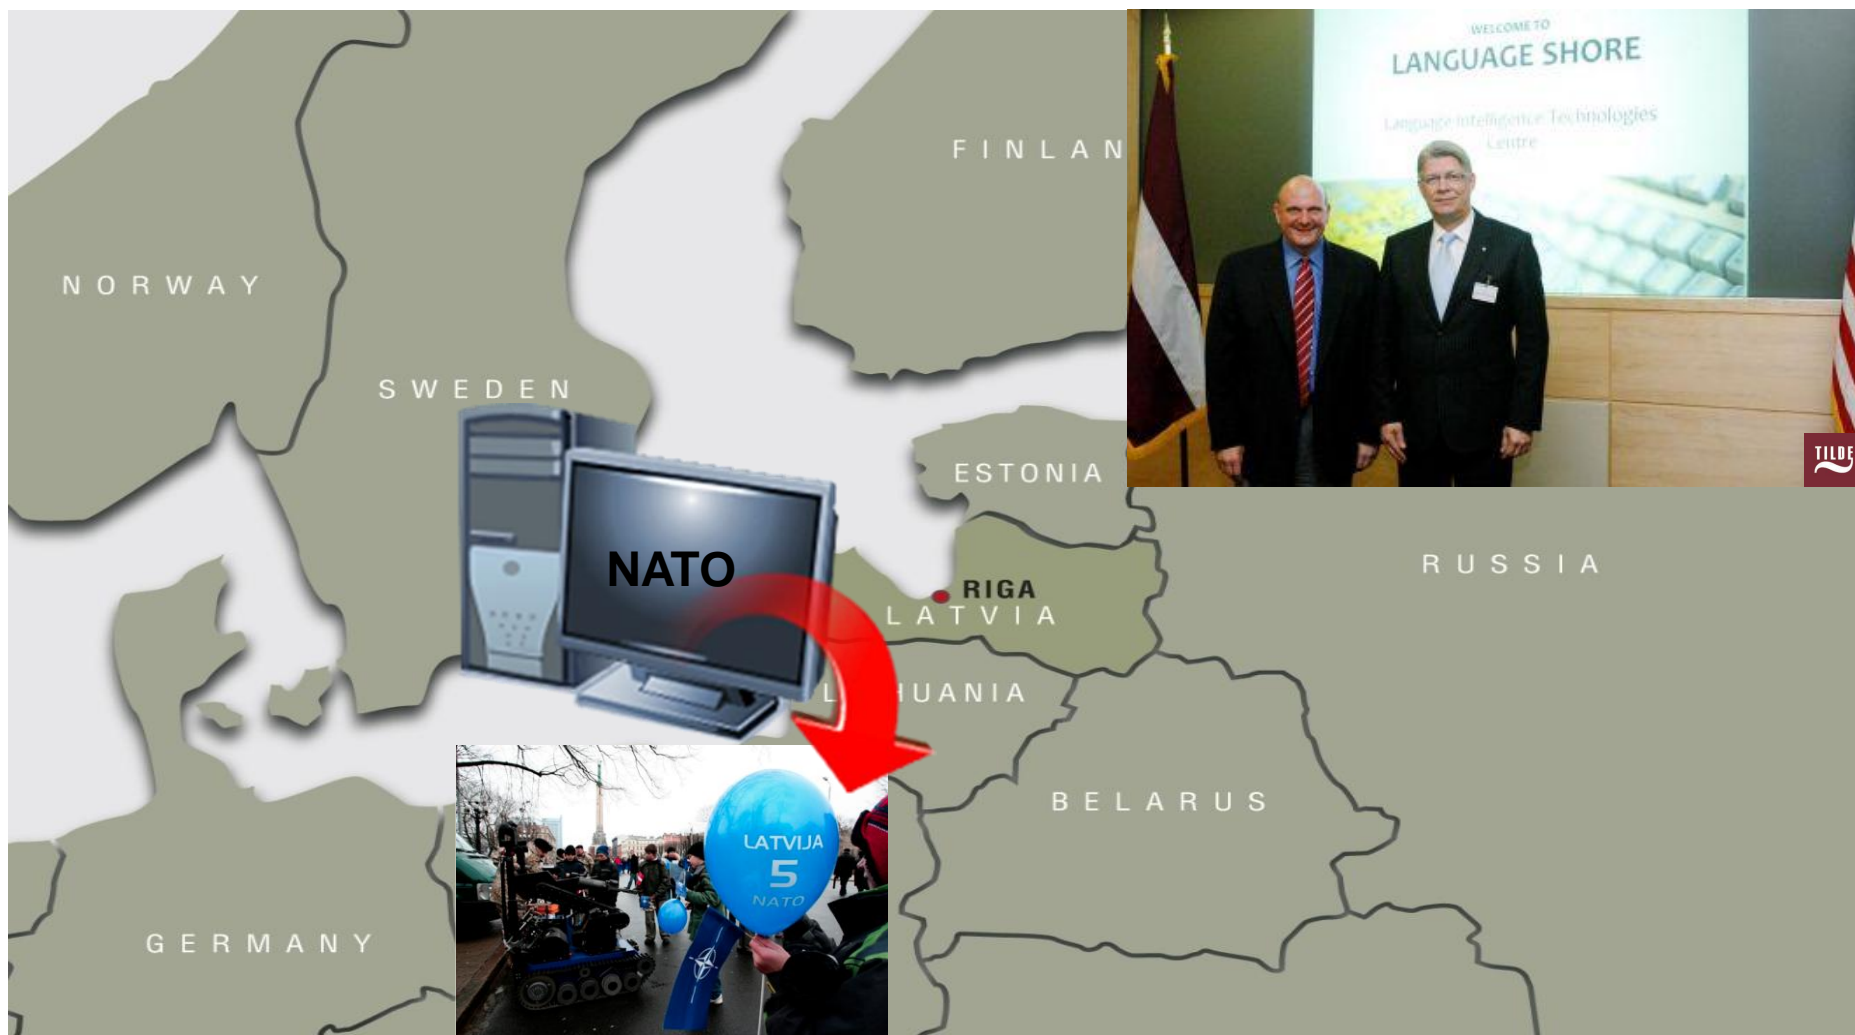 WELCOME TO
LANGUAGE SHORE
Language Intelligence Technologies
Centre
TILDE
FINLAN
NORWAY
SWEDEN
ESTONIA
RUSSIA
NATO
RIGA
LATVIA
L HUANIA
BELARUS
LATVIJA
5
NATO
GERMANY